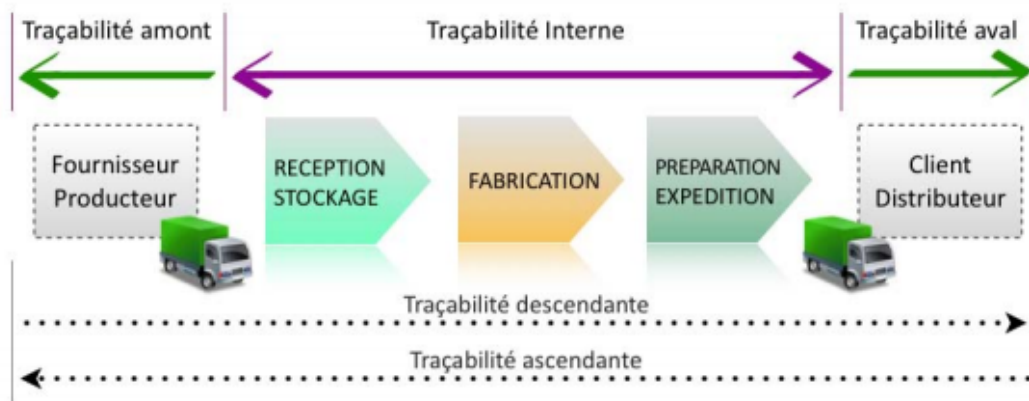 Traçabilité amont
Traçabilité Interne
Traçabilité aval
Fournisseur
Producteur
RECEPTION
STOCKAGE
FABRICATION
PREPARATION
EXPEDITION
Client
Distributeur
Traçabilité descendante
Traçabilité ascendante